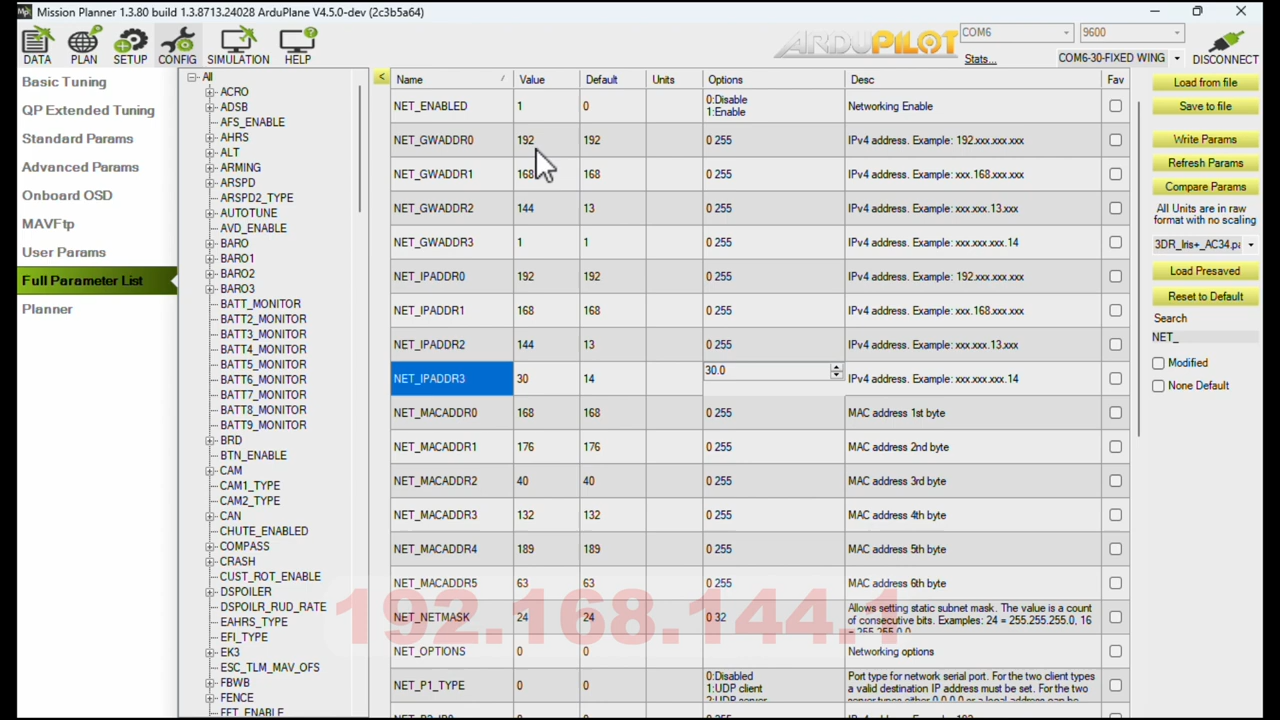 Mission Planner 1.3.80 build 1.3.8713.24028 ArduPlane V4.5.0-dev (2c3b5a64)
DATA PLAN SETUP CONFIG SIMULATION HELP
ARDUPILOT
COM6 9600
Stats... COM6-30-FIXED WING DISCONNECT
Basic Tuning
QP Extended Tuning
Standard Params
Advanced Params
Onboard OSD
MAVFtp
User Params
Full Parameter List
Planner
All
ACRO
ADSB
AFS_ENABLE
AHRS
ALT
ARMING
ARSPD
ARSPD2_TYPE
AUTOTUNE
AVD_ENABLE
BARO
BARO1
BARO2
BARO3
BATT_MONITOR
BATT2_MONITOR
BATT3_MONITOR
BATT4_MONITOR
BATT5_MONITOR
BATT6_MONITOR
BATT7_MONITOR
BATT8_MONITOR
BATT9_MONITOR
BRD
BTN_ENABLE
CAM
CAM1_TYPE
CAM2_TYPE
CAN
CHUTE_ENABLED
COMPASS
CRASH
CUST_ROT_ENABLE
DSPOILER
DSPOILR_RUD_RATE
EAHRS_TYPE
EFI_TYPE
EK3
ESC_TLM_MAV_OFS
FBWB
FENCE
FFT_ENABLE
< Name / Value Default Units Options Desc Fav
NET_ENABLED 1 0 0:Disable Networking Enable
1:Enable
NET_GWADDR0 192 192 0 255 IPv4 address. Example: 192.xxx.xxx.xxx
NET_GWADDR1 168 168 0 255 IPv4 address. Example: xxx.168.xxx.xxx
NET_GWADDR2 144 13 0 255 IPv4 address. Example: xxx.xxx.13.xxx
NET_GWADDR3 1 1 0 255 IPv4 address. Example: xxx.xxx.xxx.14
NET_IPADDR0 192 192 0 255 IPv4 address. Example: 192.xxx.xxx.xxx
NET_IPADDR1 168 168 0 255 IPv4 address. Example: xxx.168.xxx.xxx
NET_IPADDR2 144 13 0 255 IPv4 address. Example: xxx.xxx.13.xxx
NET_IPADDR3 30 14 30.0 IPv4 address. Example: xxx.xxx.xxx.14
NET_MACADDR0 168 168 0 255 MAC address 1st byte
NET_MACADDR1 176 176 0 255 MAC address 2nd byte
NET_MACADDR2 40 40 0 255 MAC address 3rd byte
NET_MACADDR3 132 132 0 255 MAC address 4th byte
NET_MACADDR4 189 189 0 255 MAC address 5th byte
NET_MACADDR5 63 63 0 255 MAC address 6th byte
NET_NETMASK 24 24 0 32 Allows setting static subnet mask. The value is a count
of consecutive bits. Examples: 24 = 255.255.255.0, 16
= 255.255.0.0
NET_OPTIONS 0 0 Networking options
NET_P1_TYPE 0 0 0:Disabled Port type for network serial port. For the two client types
1:UDP client a valid destination IP address must be set. For the two
2:UDP server
192.168.144.1
Load from file
Save to file
Write Params
Refresh Params
Compare Params
All Units are in raw
format with no scaling
3DR_Iris+_AC34.pa
Load Presaved
Reset to Default
Search
NET_
Modified
None Default